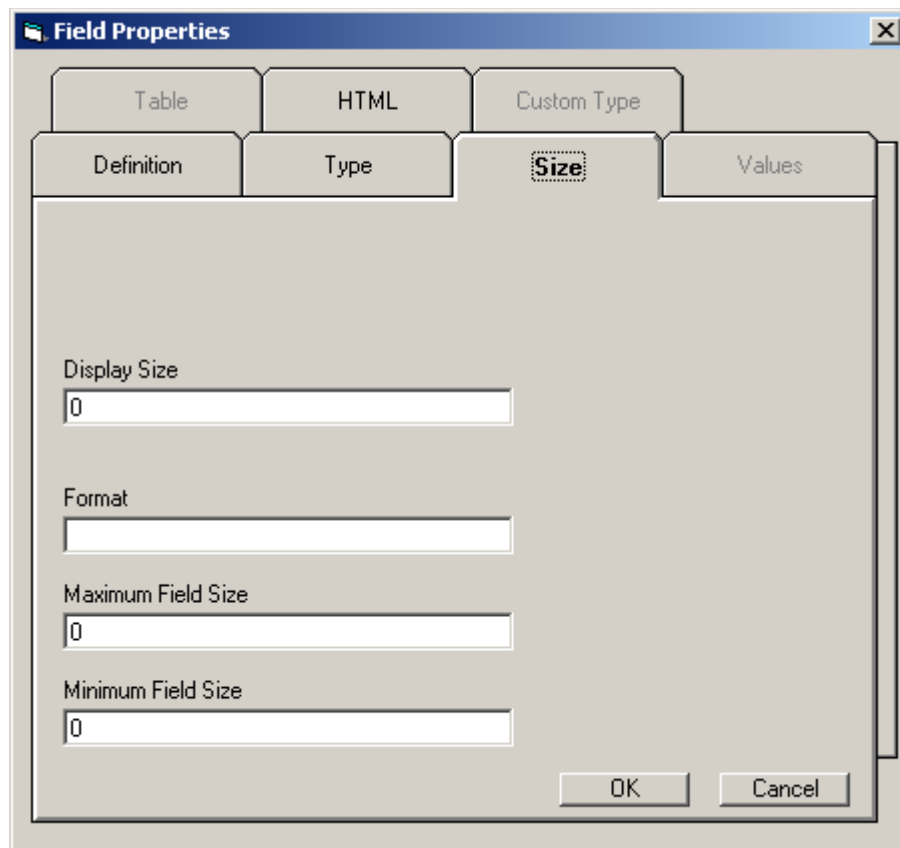 Field Properties
Table HTML Custom Type
Definition Type Size Values
Display Size
0
Format
Maximum Field Size
0
Minimum Field Size
0
OK Cancel